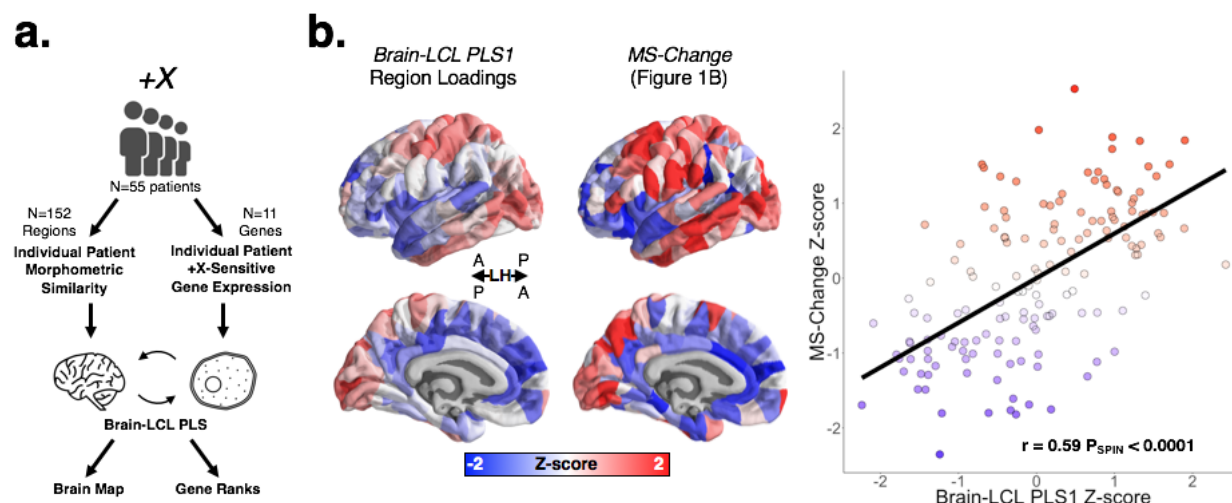 a.
+X
N=55 patients
N=152
Regions
N=11
Genes
Individual Patient
Morphometric
Similarity
Individual Patient
+X-Sensitive
Gene Expression
Brain-LCL PLS
Brain Map
Gene Ranks
b.
Brain-LCL PLS1
Region Loadings
MS-Change
(Figure 1B)
A P
LH
P A
-2 Z-score 2
MS-Change Z-score
2
1
0
-1
-2
r = 0.59 PSPIN < 0.0001
-2 -1 0 1 2
Brain-LCL PLS1 Z-score